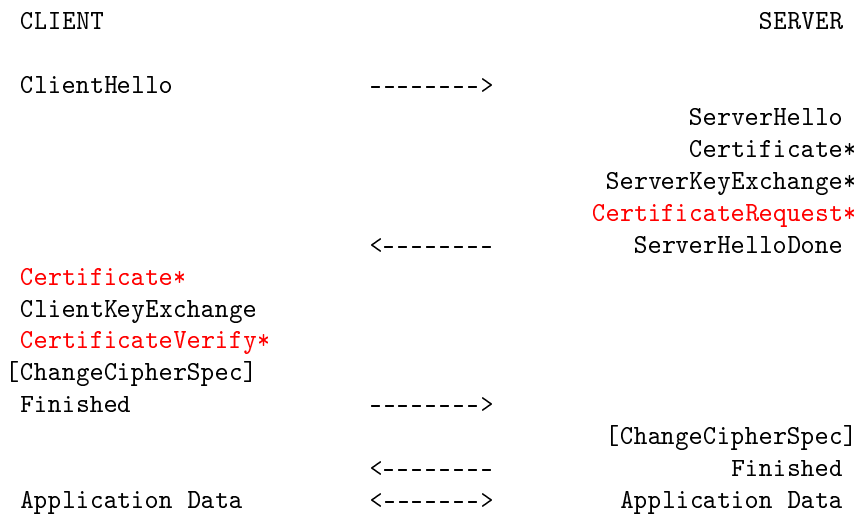 CLIENT SERVER
ClientHello -------->
ServerHello
Certificate*
ServerKeyExchange*
CertificateRequest*
<-------- ServerHelloDone
Certificate*
ClientKeyExchange
CertificateVerify*
[ChangeCipherSpec]
Finished -------->
[ChangeCipherSpec]
<-------- Finished
Application Data <-------> Application Data